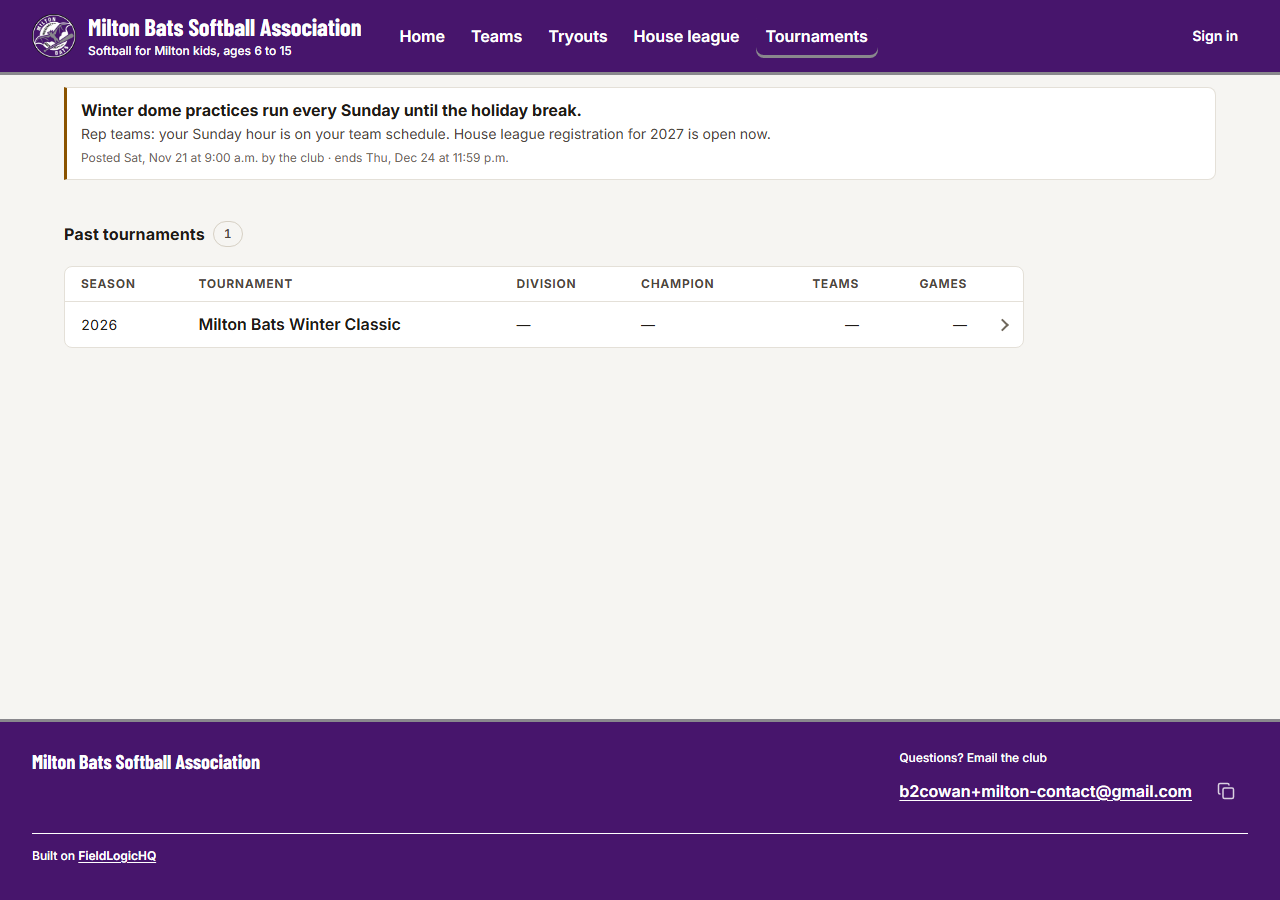 MILTON
BATS
Milton Bats Softball Association
Softball for Milton kids, ages 6 to 15
Home Teams Tryouts House league Tournaments Sign in
Winter dome practices run every Sunday until the holiday break.
Rep teams: your Sunday hour is on your team schedule. House league registration for 2027 is open now.
Posted Sat, Nov 21 at 9:00 a.m. by the club · ends Thu, Dec 24 at 11:59 p.m.
Past tournaments 1
SEASON TOURNAMENT DIVISION CHAMPION TEAMS GAMES
2026 Milton Bats Winter Classic — — — —
Milton Bats Softball Association
Questions? Email the club
b2cowan+milton-contact@gmail.com
Built on FieldLogicHQ